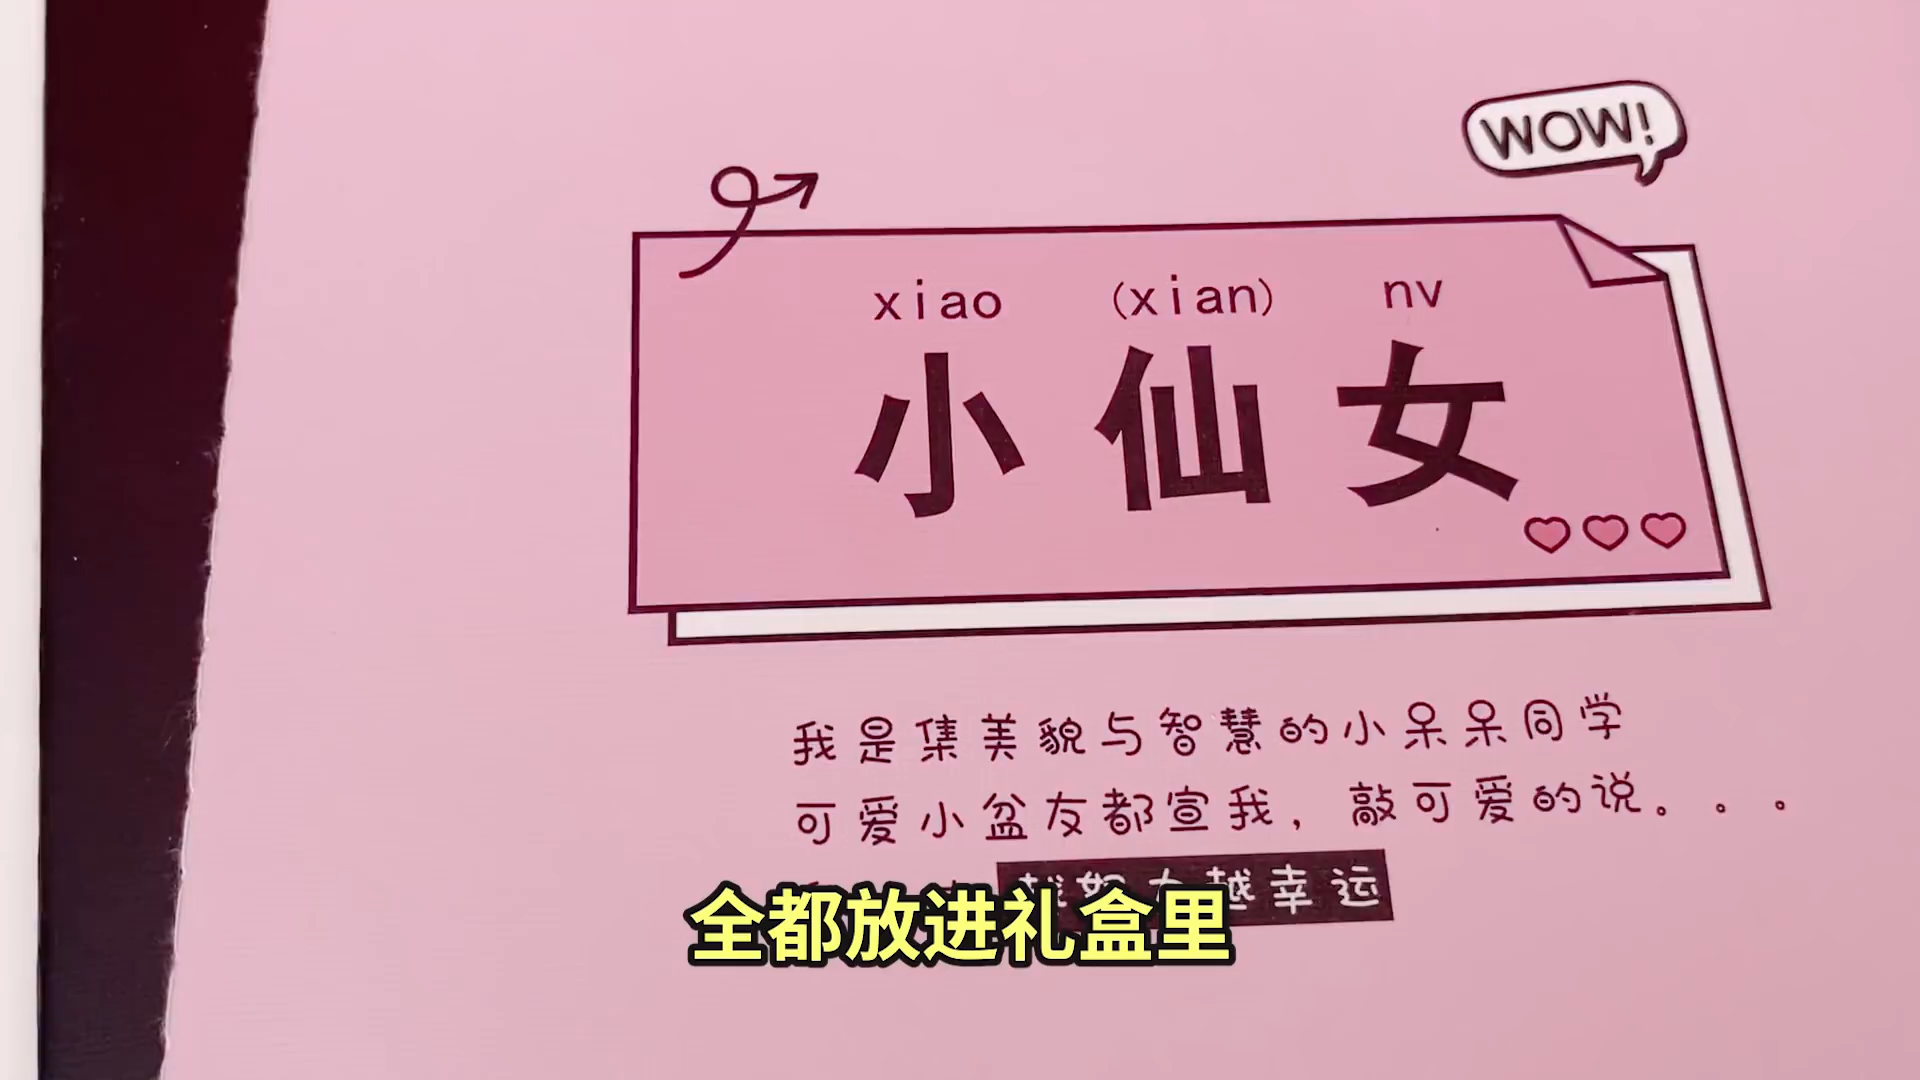 WOW!
xiao (xian) nv
小仙女
我是集美貌与智慧的小呆呆同学
可爱小盆友都宣我，敲可爱的说。。。
越幸运
全都放进礼盒里